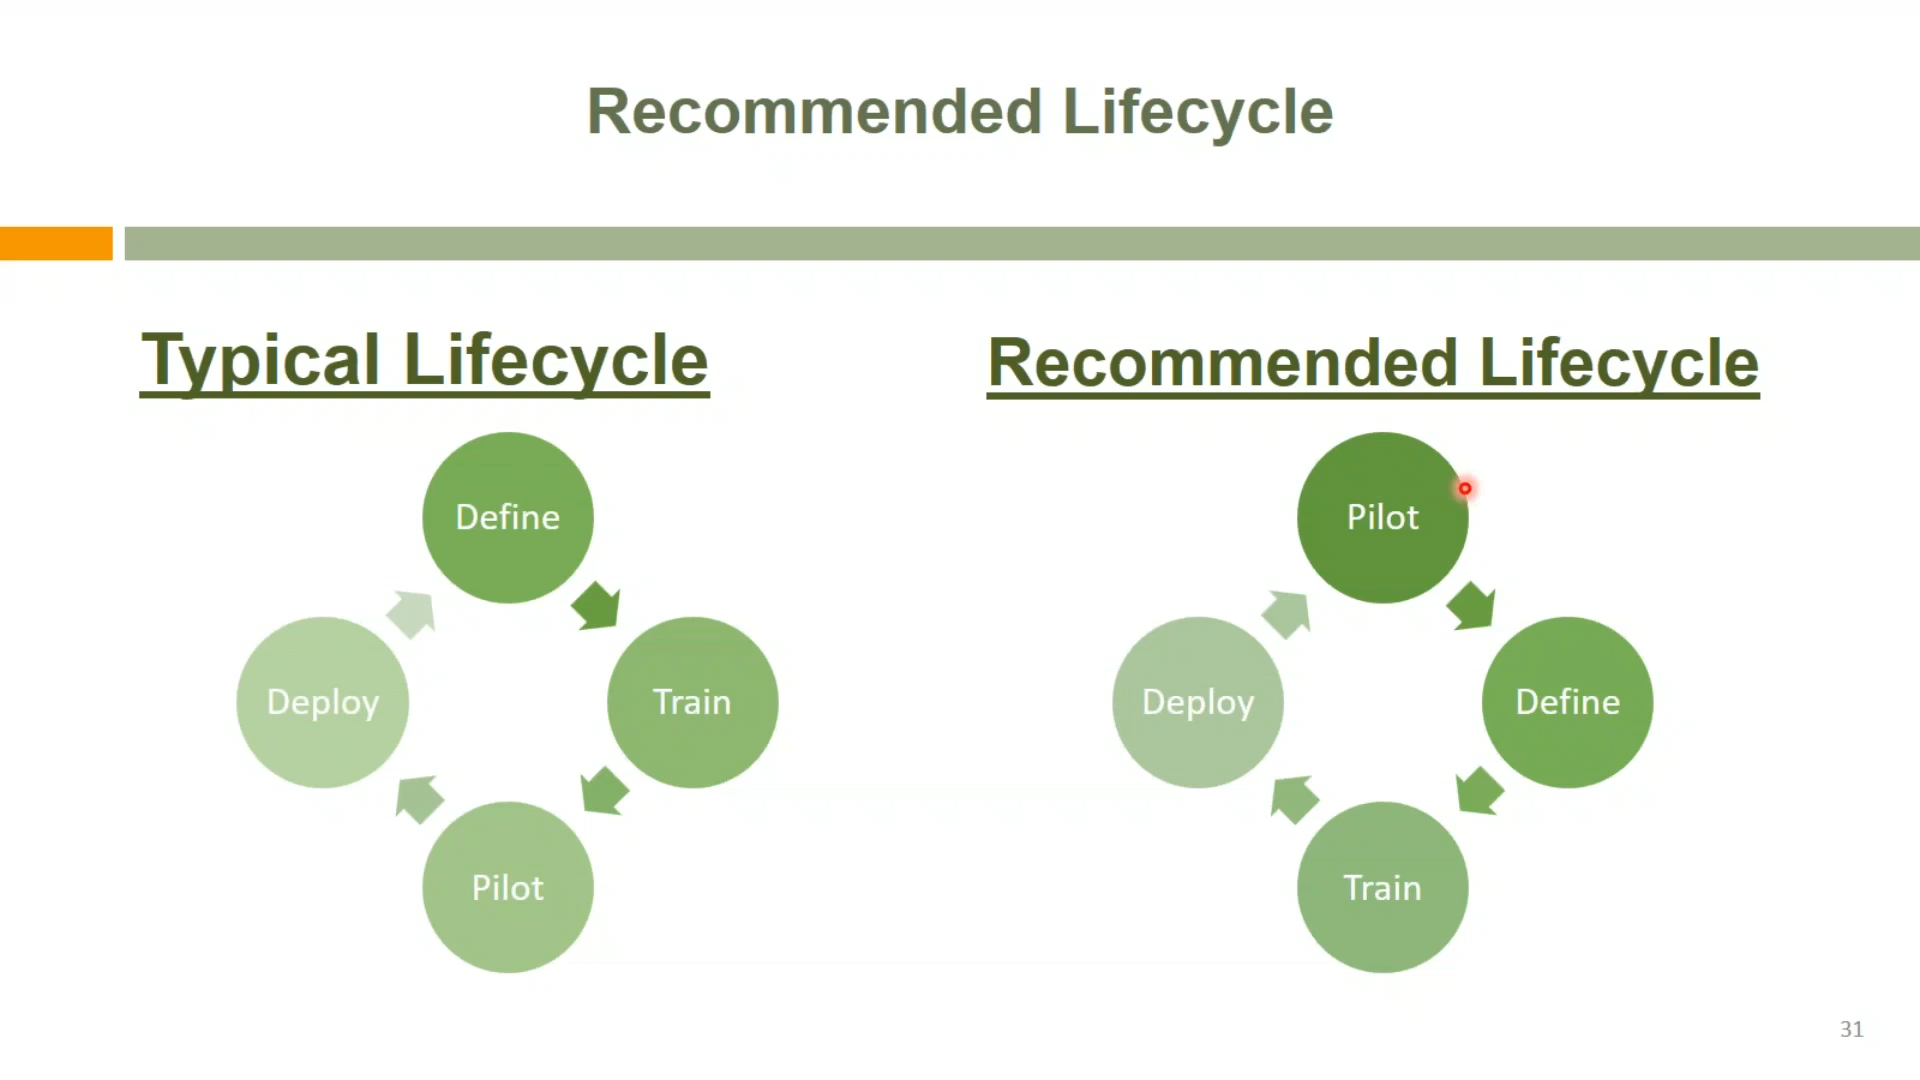 Recommended Lifecycle
Typical Lifecycle
Recommended Lifecycle
Define
Train
Pilot
Deploy
Pilot
Define
Train
Deploy
31